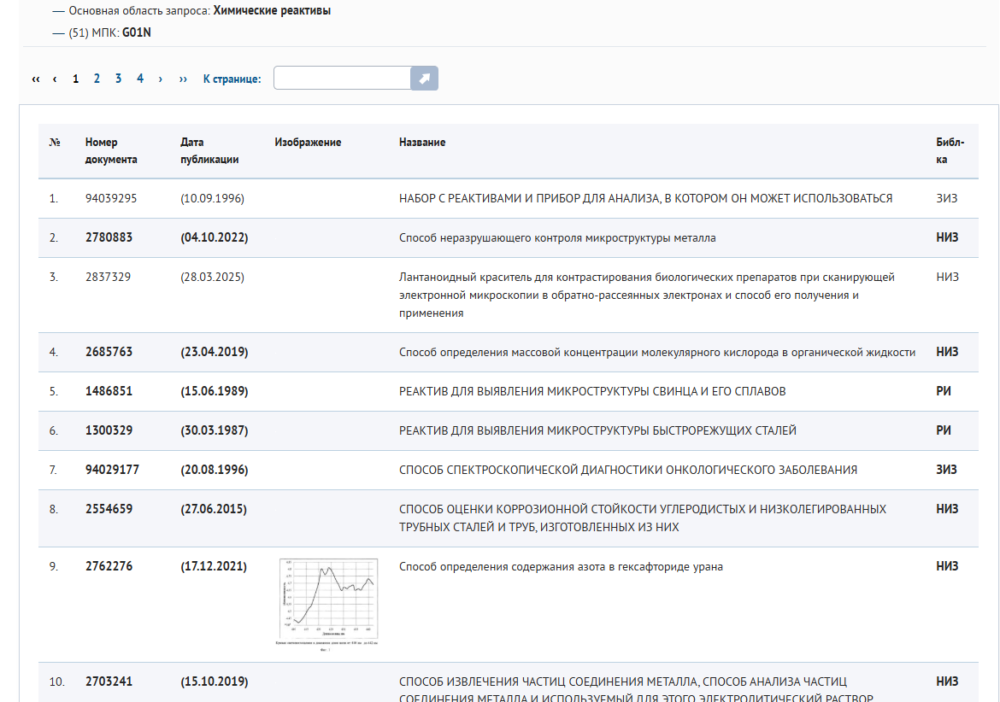 — Основная область запроса: Химические реактивы
— (51) МПК: G01N
‹‹ ‹ 1 2 3 4 › ›› К странице:
№ Номер документа Дата публикации Изображение Название Библ-ка
1. 94039295 (10.09.1996) НАБОР С РЕАКТИВАМИ И ПРИБОР ДЛЯ АНАЛИЗА, В КОТОРОМ ОН МОЖЕТ ИСПОЛЬЗОВАТЬСЯ ЗИЗ
2. 2780883 (04.10.2022) Способ неразрушающего контроля микроструктуры металла НИЗ
3. 2837329 (28.03.2025) Лантаноидный краситель для контрастирования биологических препаратов при сканирующей НИЗ
электронной микроскопии в обратно-рассеянных электронах и способ его получения и
применения
4. 2685763 (23.04.2019) Способ определения массовой концентрации молекулярного кислорода в органической жидкости НИЗ
5. 1486851 (15.06.1989) РЕАКТИВ ДЛЯ ВЫЯВЛЕНИЯ МИКРОСТРУКТУРЫ СВИНЦА И ЕГО СПЛАВОВ РИ
6. 1300329 (30.03.1987) РЕАКТИВ ДЛЯ ВЫЯВЛЕНИЯ МИКРОСТРУКТУРЫ БЫСТРОРЕЖУЩИХ СТАЛЕЙ РИ
7. 94029177 (20.08.1996) СПОСОБ СПЕКТРОСКОПИЧЕСКОЙ ДИАГНОСТИКИ ОНКОЛОГИЧЕСКОГО ЗАБОЛЕВАНИЯ ЗИЗ
8. 2554659 (27.06.2015) СПОСОБ ОЦЕНКИ КОРРОЗИОННОЙ СТОЙКОСТИ УГЛЕРОДИСТЫХ И НИЗКОЛЕГИРОВАННЫХ НИЗ
ТРУБНЫХ СТАЛЕЙ И ТРУБ, ИЗГОТОВЛЕННЫХ ИЗ НИХ
9. 2762276 (17.12.2021) Способ определения содержания азота в гексафториде урана НИЗ
10. 2703241 (15.10.2019) СПОСОБ ИЗВЛЕЧЕНИЯ ЧАСТИЦ СОЕДИНЕНИЯ МЕТАЛЛА, СПОСОБ АНАЛИЗА ЧАСТИЦ НИЗ
СОЕДИНЕНИЯ МЕТАЛЛА И ИСПОЛЬЗУЕМЫЙ ДЛЯ ЭТОГО ЭЛЕКТРОЛИТИЧЕСКИЙ РАСТВОР